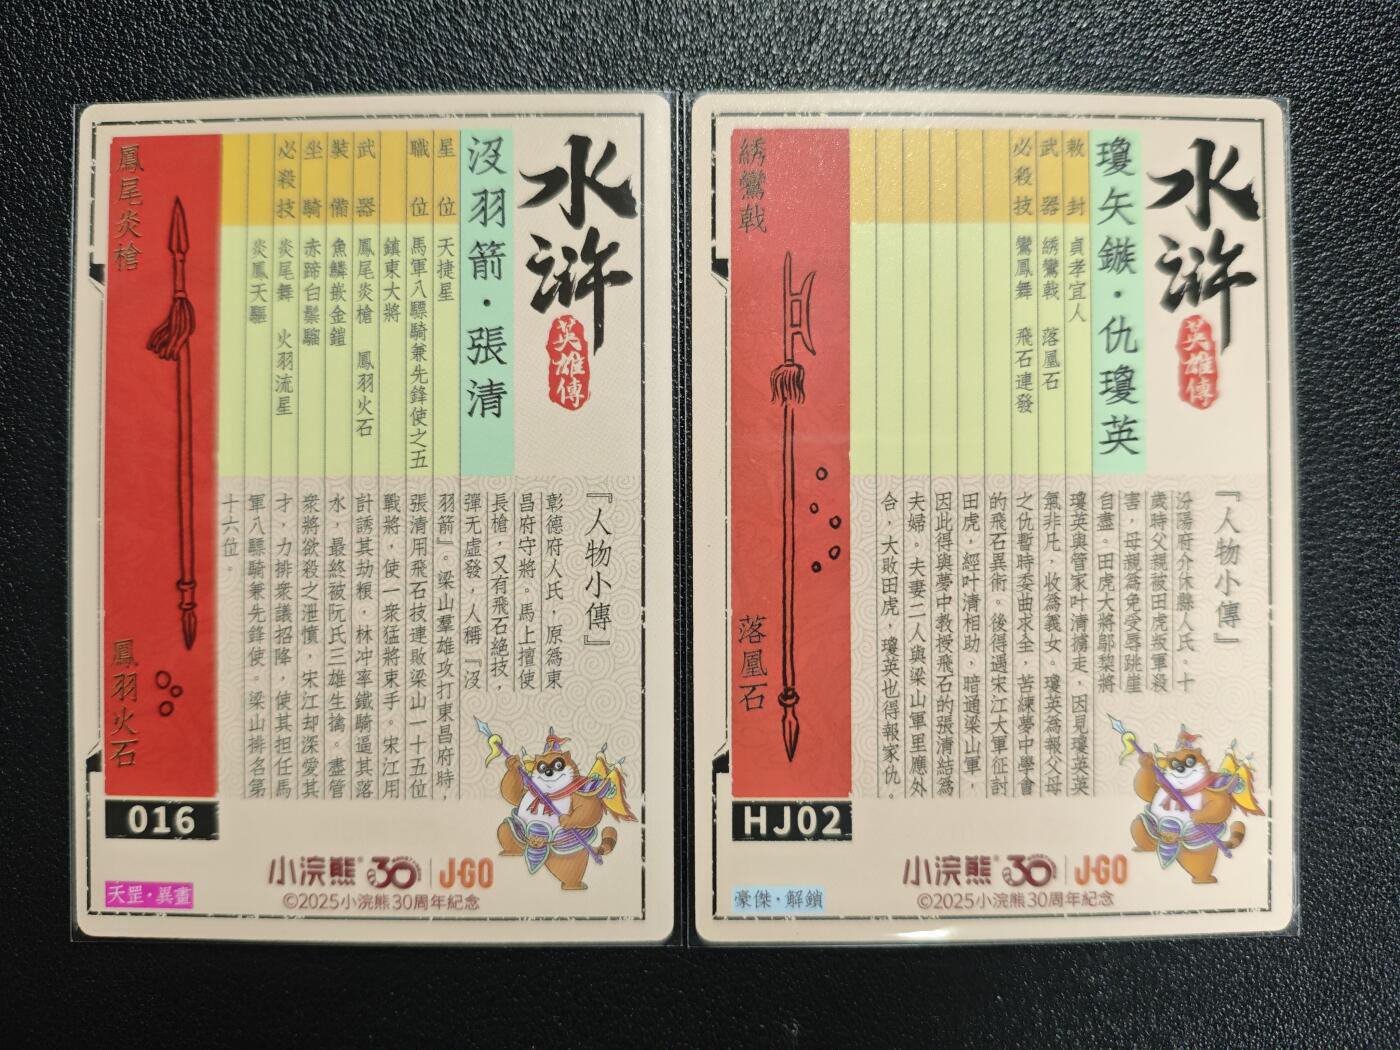 水滸
英雄傳
沒羽箭·張清
星位 天捷星
職位 馬軍八驃騎兼先鋒使之五
鎮東大將
武器 鳳尾炎槍 鳳羽火石
裝備 魚鱗嵌金鎧
坐騎 赤蹄白鬃騮
必殺技 炎尾舞 火羽流星
炎鳳天驅
鳳尾炎槍
鳳羽火石
『人物小傳』
彰德府人氏，原爲東
昌府守將。馬上擅使
長槍，又有飛石絕技，
彈无虛發，人稱『沒
羽箭』。梁山羣雄攻打東昌府時，
張清用飛石技連敗梁山一十五位
戰將，使一衆猛將束手。宋江用
計誘其劫糧，林冲率鐵騎逼其落
水，最終被阮氏三雄生擒。盡管
衆將欲殺之泄憤，宋江却深愛其
才，力排衆議招降，使其担任馬
軍八驃騎兼先鋒使。梁山排名第
十六位。
016
天罡·異畫
小浣熊 30 J·GO
©2025小浣熊30周年紀念
水滸
英雄傳
瓊矢鏃·仇瓊英
敕封 貞孝宜人
武器 綉鸞戟 落凰石
必殺技 鸞鳳舞 飛石連發
綉鸞戟
落凰石
『人物小傳』
汾陽府介休縣人氏。十
歲時父親被田虎叛軍殺
害，母親爲免受辱跳崖
自盡。田虎大將鄔梨將
瓊英與管家叶清擄走，因見瓊英英
氣非凡，收爲義女。瓊英爲報父母
之仇暫時委曲求全，苦練夢中學會
的飛石異術。後得遇宋江大軍征討
田虎，經叶清相助，暗通梁山軍，
因此得與夢中教授飛石的張清結爲
夫婦。夫妻二人與梁山軍里應外
合，大敗田虎，瓊英也得報家仇。
HJ02
豪傑·解鎖
小浣熊 30 J·GO
©2025小浣熊30周年紀念